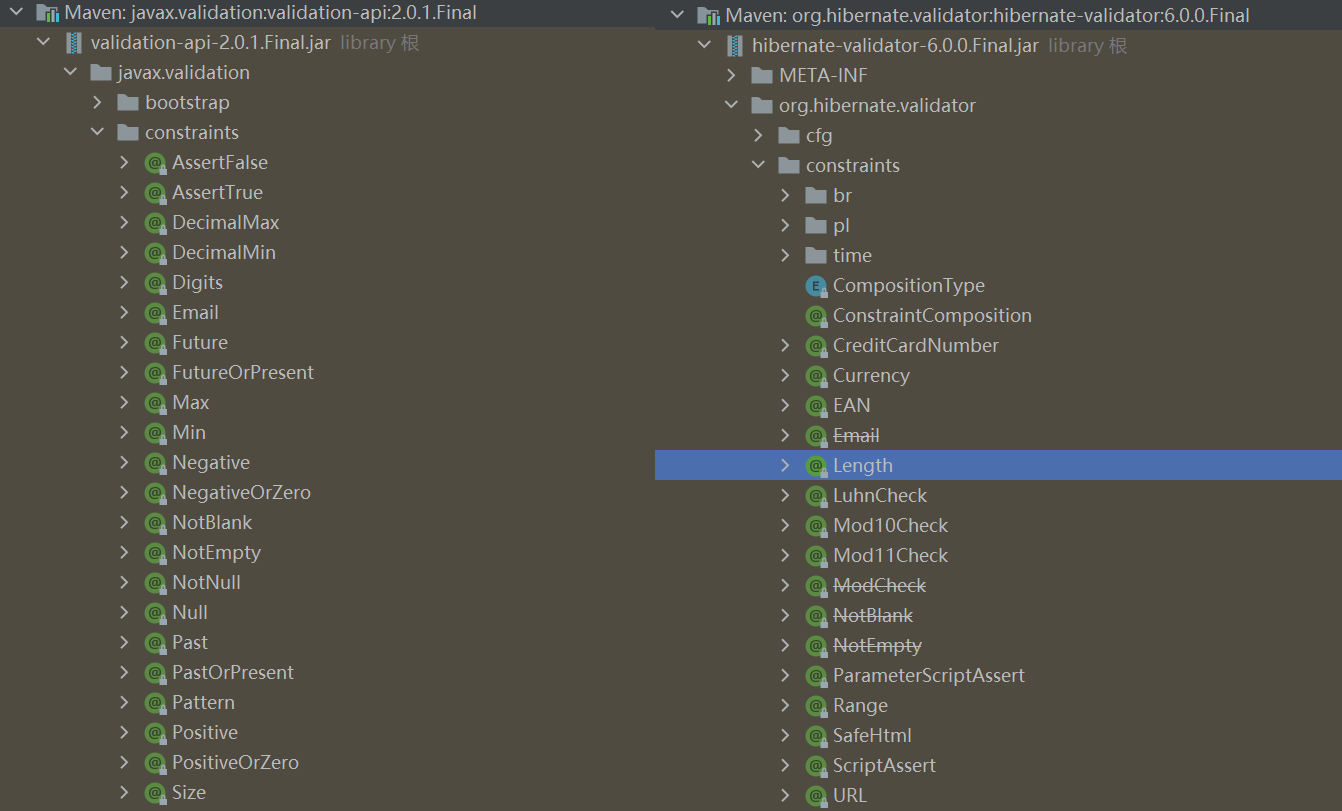 Maven: javax.validation:validation-api:2.0.1.Final
validation-api-2.0.1.Final.jar library 根
javax.validation
bootstrap
constraints
AssertFalse
AssertTrue
DecimalMax
DecimalMin
Digits
Email
Future
FutureOrPresent
Max
Min
Negative
NegativeOrZero
NotBlank
NotEmpty
NotNull
Null
Past
PastOrPresent
Pattern
Positive
PositiveOrZero
Size
Maven: org.hibernate.validator:hibernate-validator:6.0.0.Final
hibernate-validator-6.0.0.Final.jar library 根
META-INF
org.hibernate.validator
cfg
constraints
br
pl
time
CompositionType
ConstraintComposition
CreditCardNumber
Currency
EAN
Email
Length
LuhnCheck
Mod10Check
Mod11Check
ModCheck
NotBlank
NotEmpty
ParameterScriptAssert
Range
SafeHtml
ScriptAssert
URL